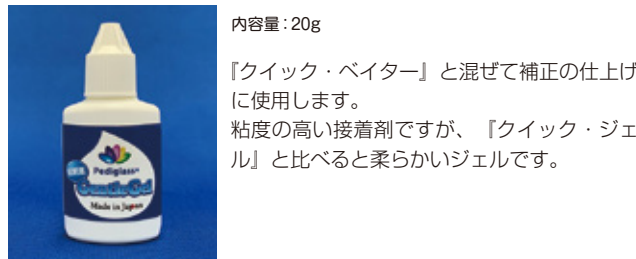 内容量：20g
『クイック・ベイター』と混ぜて補正の仕上げ
に使用します。
粘度の高い接着剤ですが、『クイック・ジェ
ル』と比べると柔らかいジェルです。
Pediglass
Gentle Gel
Made in Japan